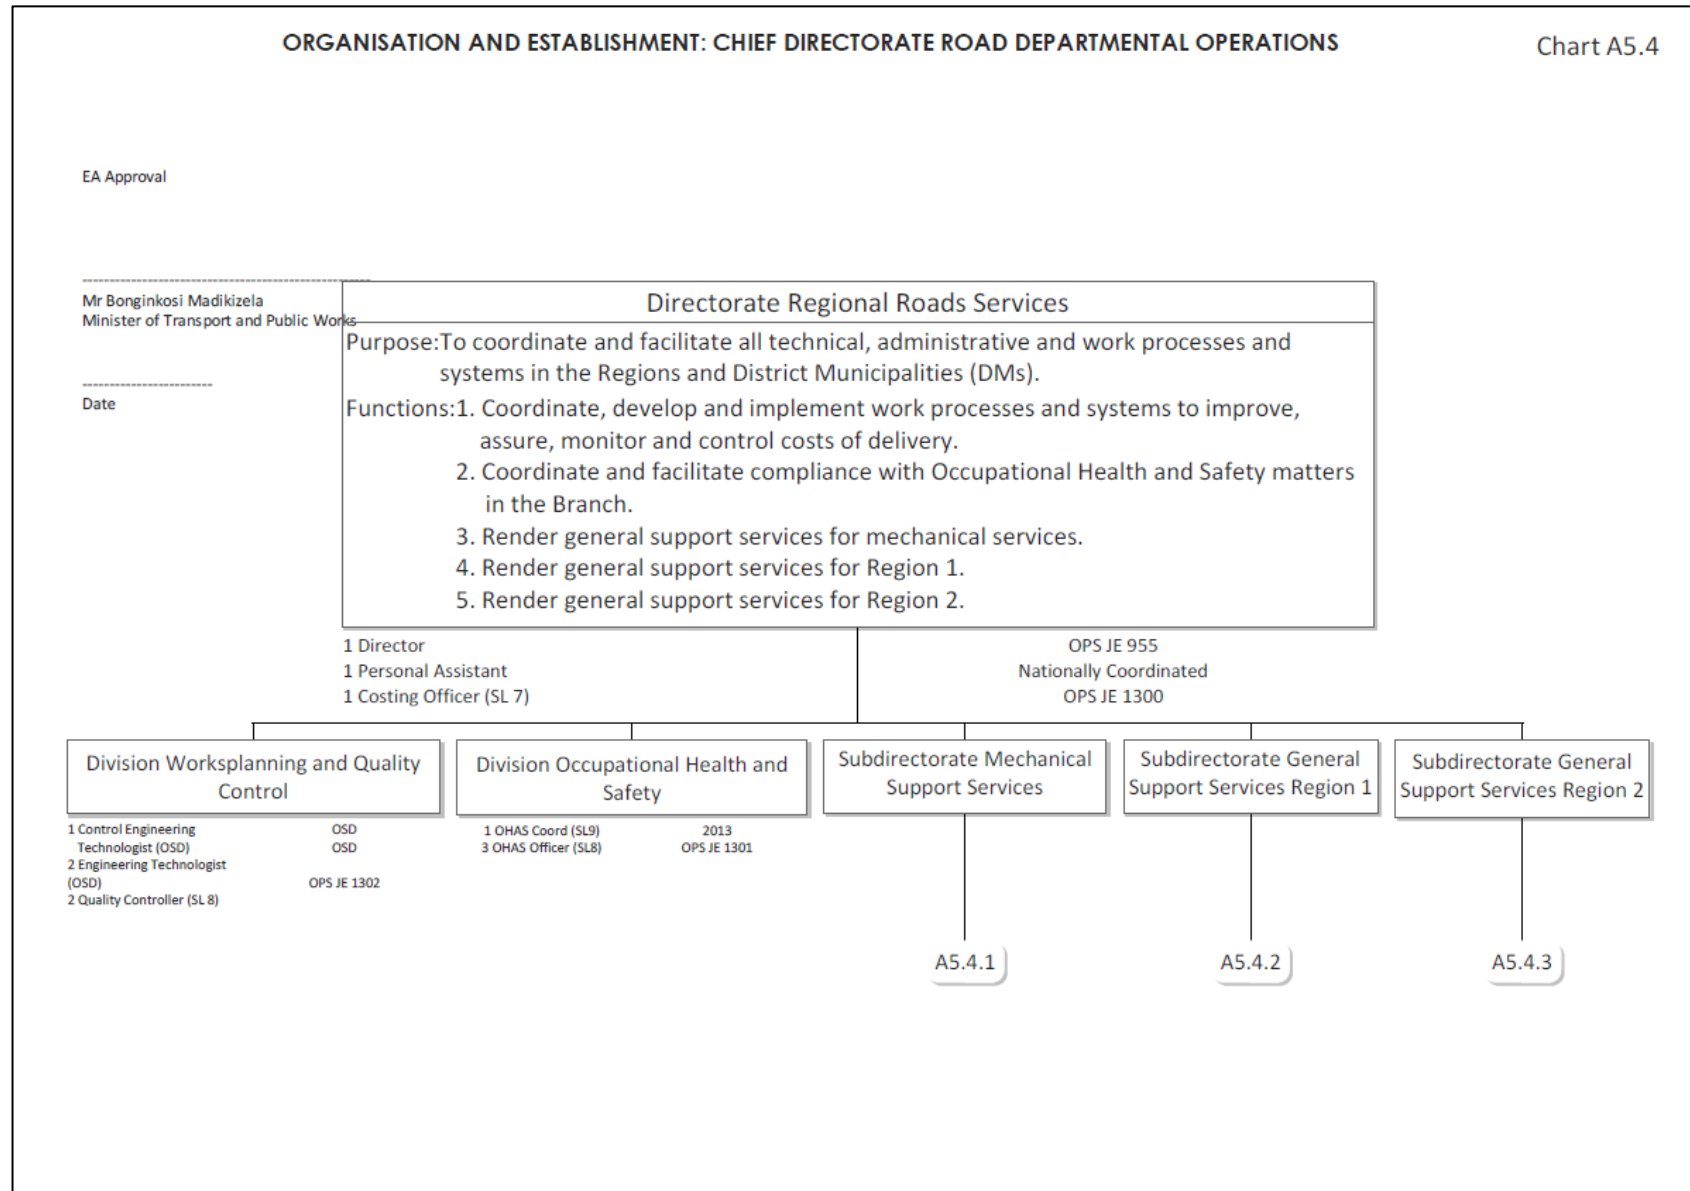 ORGANISATION AND ESTABLISHMENT: CHIEF DIRECTORATE ROAD DEPARTMENTAL OPERATIONS
Chart A5.4
EA Approval
Mr Bonginkosi Madikizela
Minister of Transport and Public Works
Date
Directorate Regional Roads Services
Purpose:To coordinate and facilitate all technical, administrative and work processes and
systems in the Regions and District Municipalities (DMs).
Functions:1. Coordinate, develop and implement work processes and systems to improve,
assure, monitor and control costs of delivery.
2. Coordinate and facilitate compliance with Occupational Health and Safety matters
in the Branch.
3. Render general support services for mechanical services.
4. Render general support services for Region 1.
5. Render general support services for Region 2.
1 Director OPS JE 955
1 Personal Assistant Nationally Coordinated
1 Costing Officer (SL 7) OPS JE 1300
Division Worksplanning and Quality
Control
1 Control Engineering OSD
Technologist (OSD) OSD
2 Engineering Technologist
(OSD) OPS JE 1302
2 Quality Controller (SL 8)
Division Occupational Health and
Safety
1 OHAS Coord (SL9) 2013
3 OHAS Officer (SL8) OPS JE 1301
Subdirectorate Mechanical
Support Services
A5.4.1
Subdirectorate General
Support Services Region 1
A5.4.2
Subdirectorate General
Support Services Region 2
A5.4.3